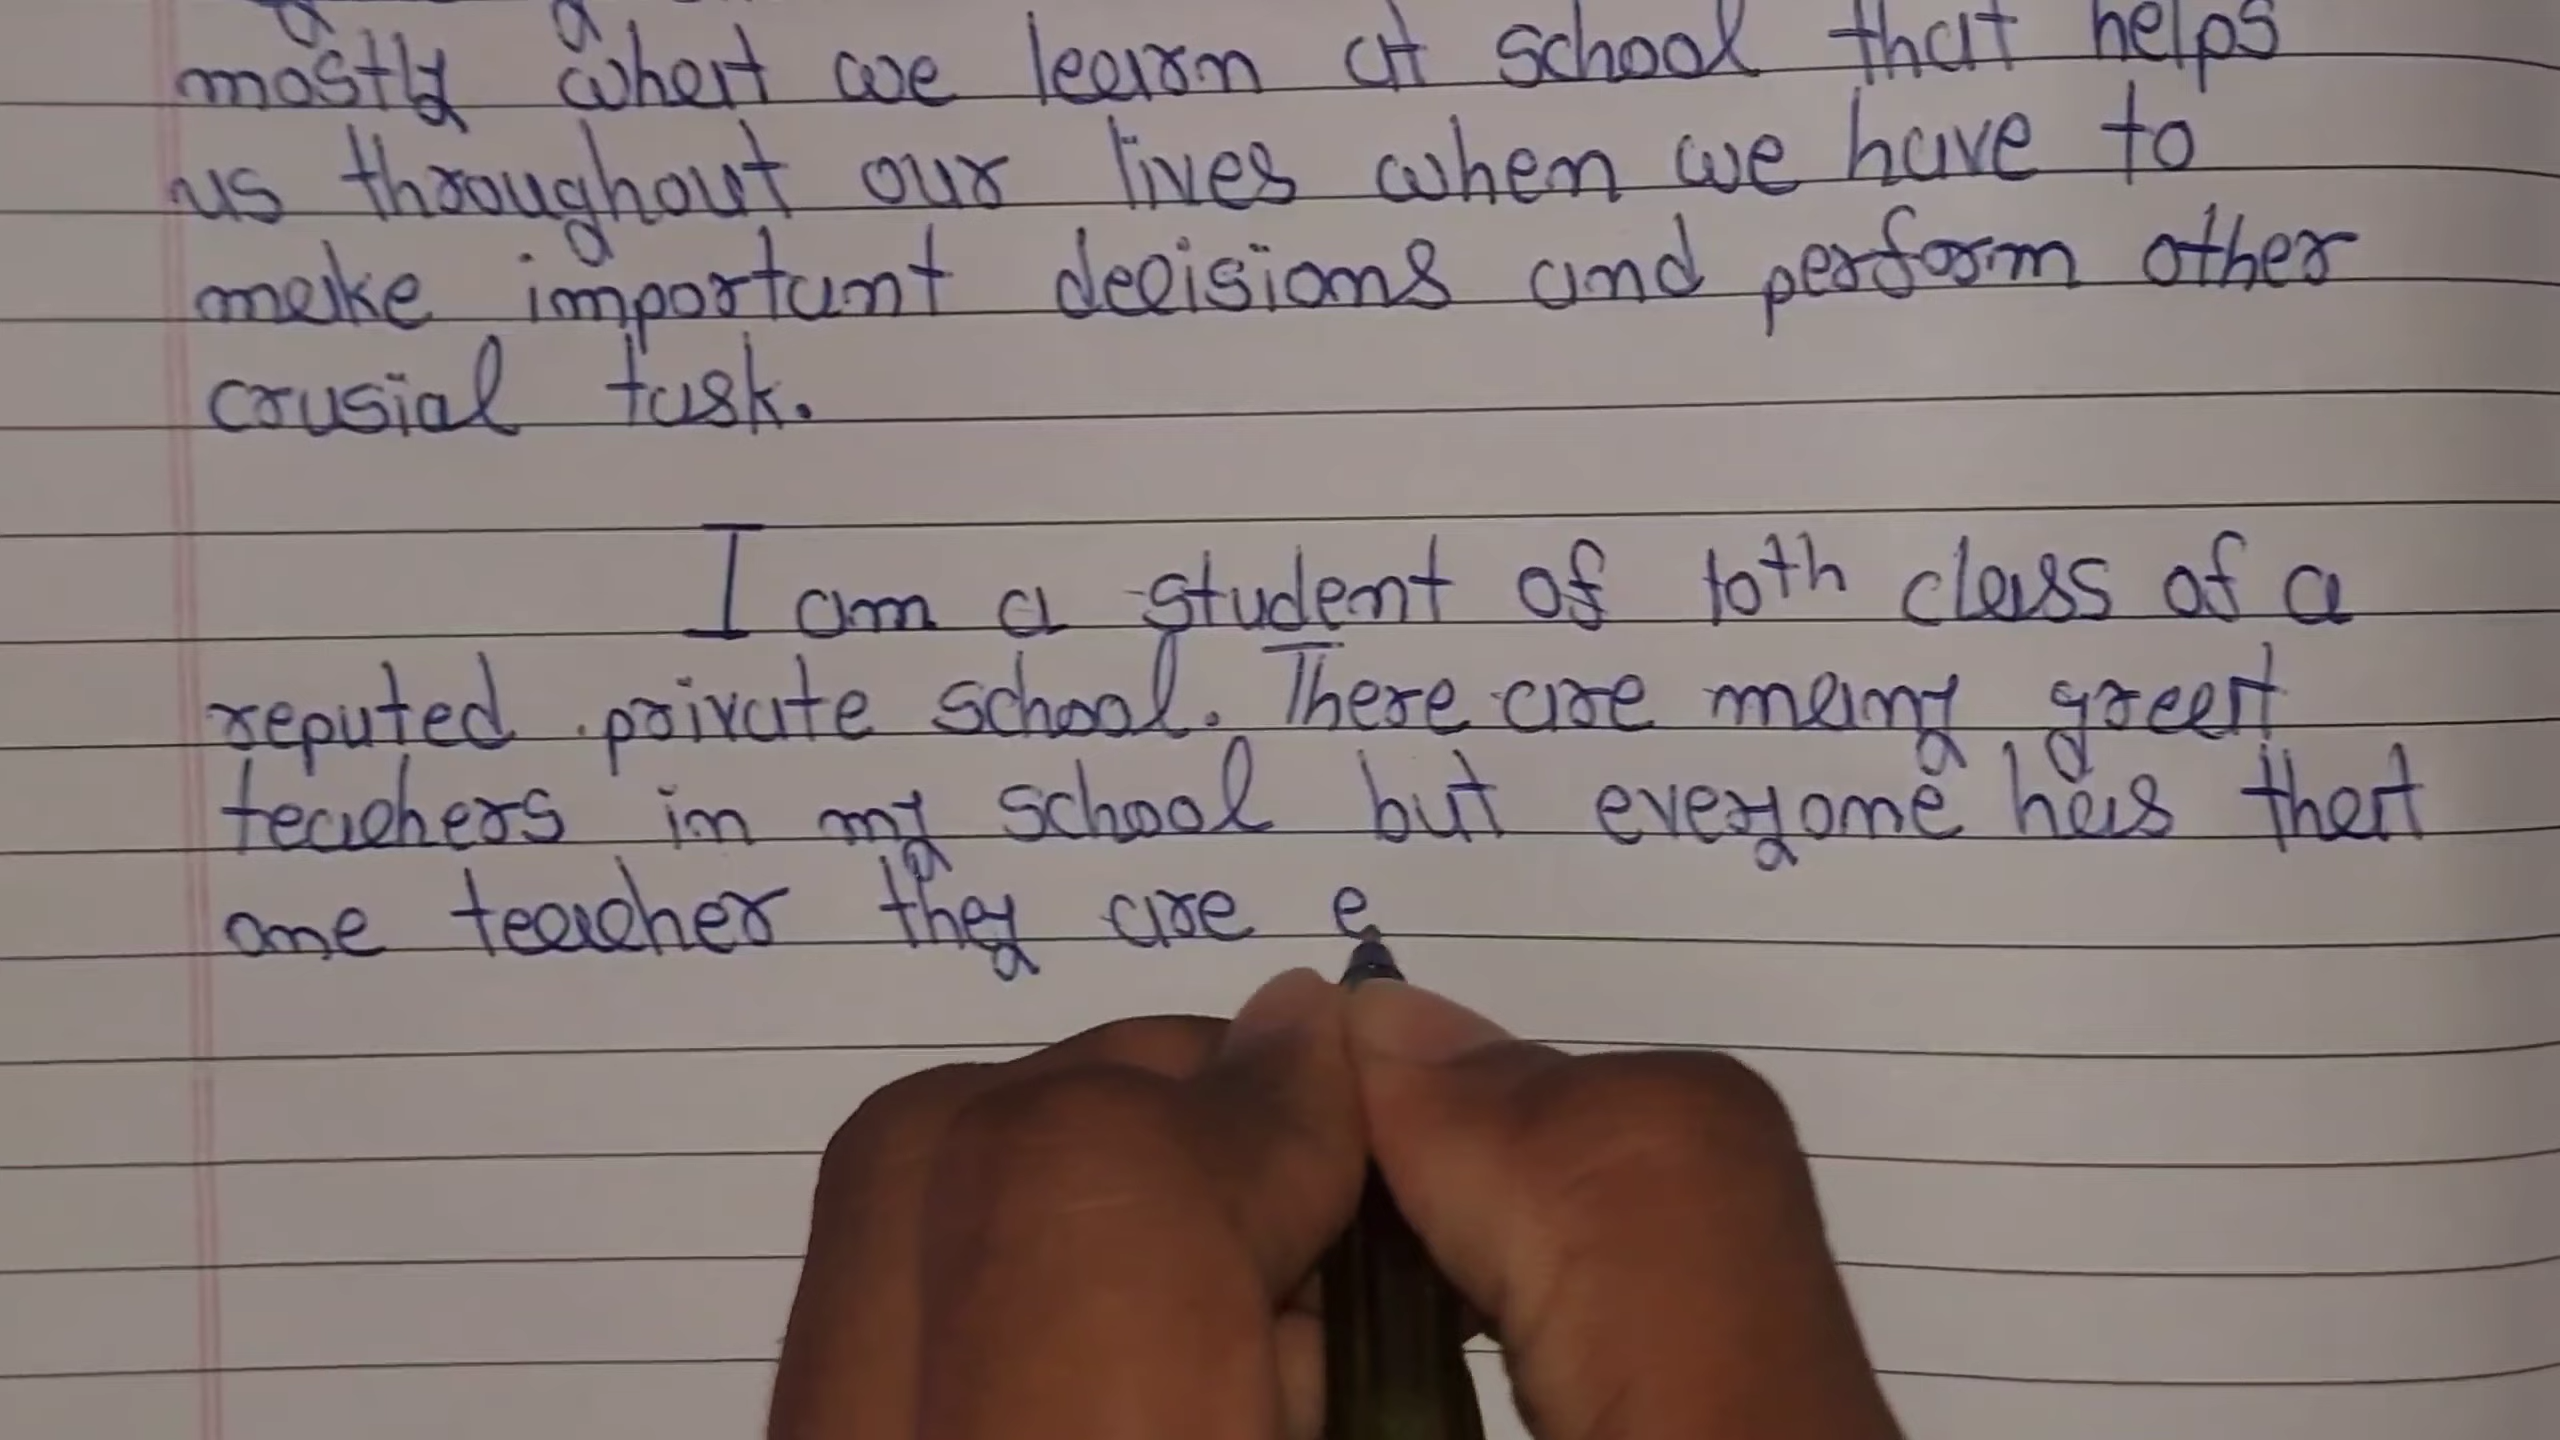 mostly what we learn at school that helps
us throughout our lives when we have to
make important decisions and perform other
crusial task.
I am a student of 10th class of a
reputed private school. There are many great
teachers in my school but everyone has that
one teacher they are e